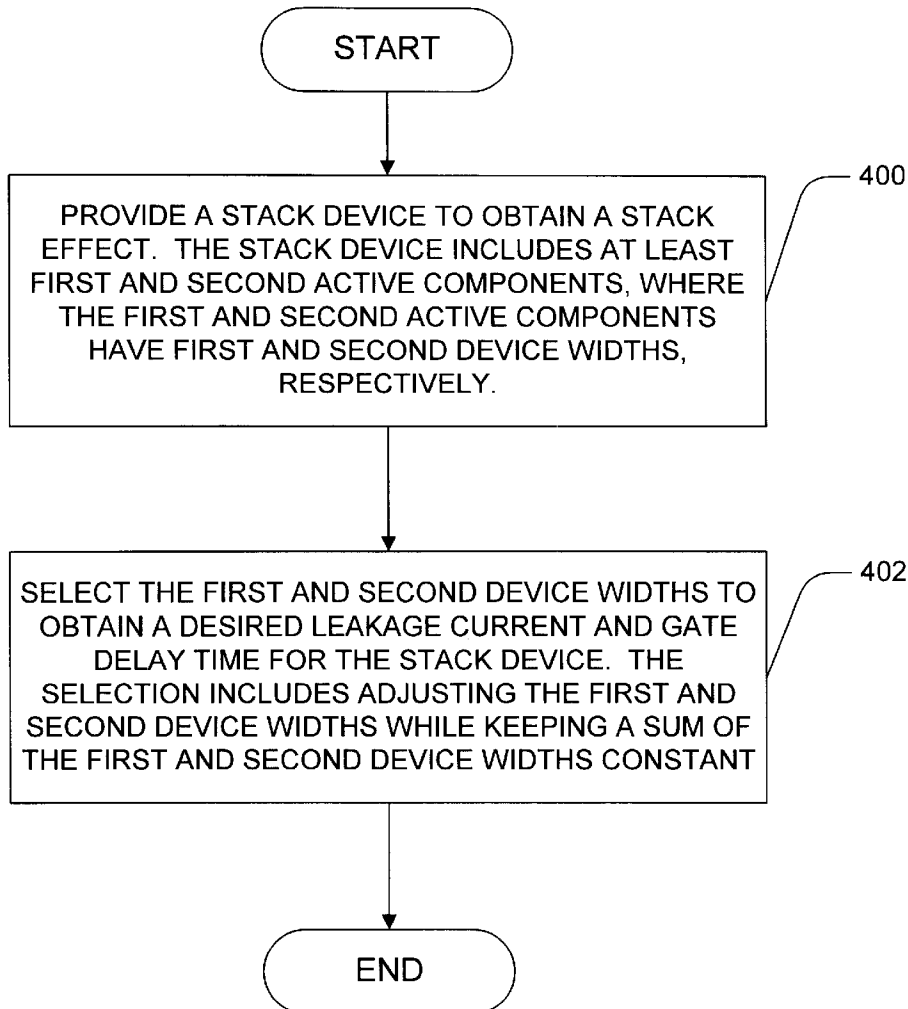 START
400
PROVIDE A STACK DEVICE TO OBTAIN A STACK
EFFECT. THE STACK DEVICE INCLUDES AT LEAST
FIRST AND SECOND ACTIVE COMPONENTS, WHERE
THE FIRST AND SECOND ACTIVE COMPONENTS
HAVE FIRST AND SECOND DEVICE WIDTHS,
RESPECTIVELY.
402
SELECT THE FIRST AND SECOND DEVICE WIDTHS TO
OBTAIN A DESIRED LEAKAGE CURRENT AND GATE
DELAY TIME FOR THE STACK DEVICE. THE
SELECTION INCLUDES ADJUSTING THE FIRST AND
SECOND DEVICE WIDTHS WHILE KEEPING A SUM OF
THE FIRST AND SECOND DEVICE WIDTHS CONSTANT
END